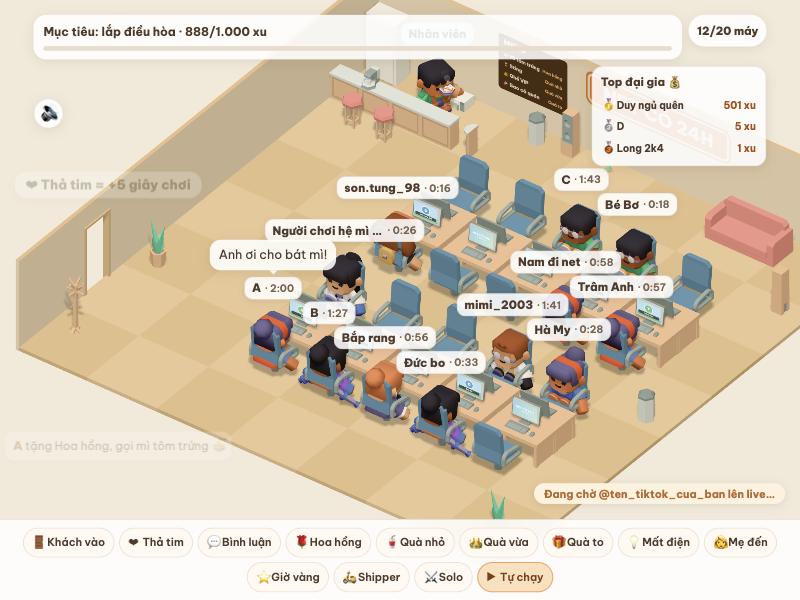 Mục tiêu: lắp điều hòa · 888/1.000 xu
12/20 máy
Nhân viên
Top đại gia
Duy ngủ quên 501 xu
D 5 xu
Long 2k4 1 xu
Thả tim = +5 giây chơi
C · 1:43
son.tung_98 · 0:16
Bé Bơ · 0:18
Người chơi hệ mì ... · 0:26
Anh ơi cho bát mì!
Nam đi net · 0:58
A · 2:00
Trâm Anh · 0:57
mimi_2003 · 1:41
B · 1:27
Hà My · 0:28
Bắp rang · 0:56
Đức bo · 0:33
A tặng Hoa hồng, gọi mì tôm trứng
Đang chờ @ten_tiktok_cua_ban lên live...
Khách vào
Thả tim
Bình luận
Hoa hồng
Quà nhỏ
Quà vừa
Quà to
Mất điện
Mẹ đến
Giờ vàng
Shipper
Solo
Tự chạy